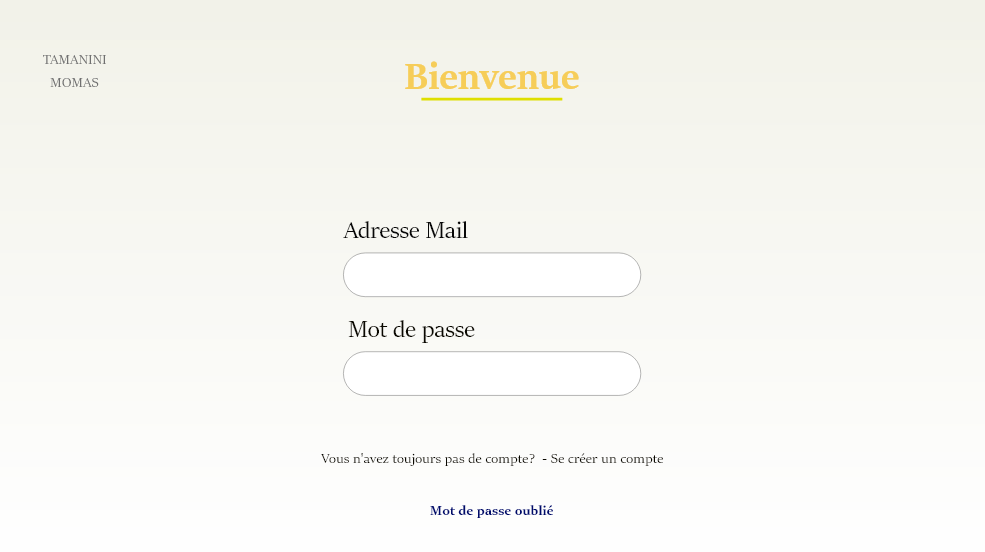 TAMANINI
MOMAS
Bienvenue
Adresse Mail
Mot de passe
Vous n'avez toujours pas de compte? - Se créer un compte
Mot de passe oublié